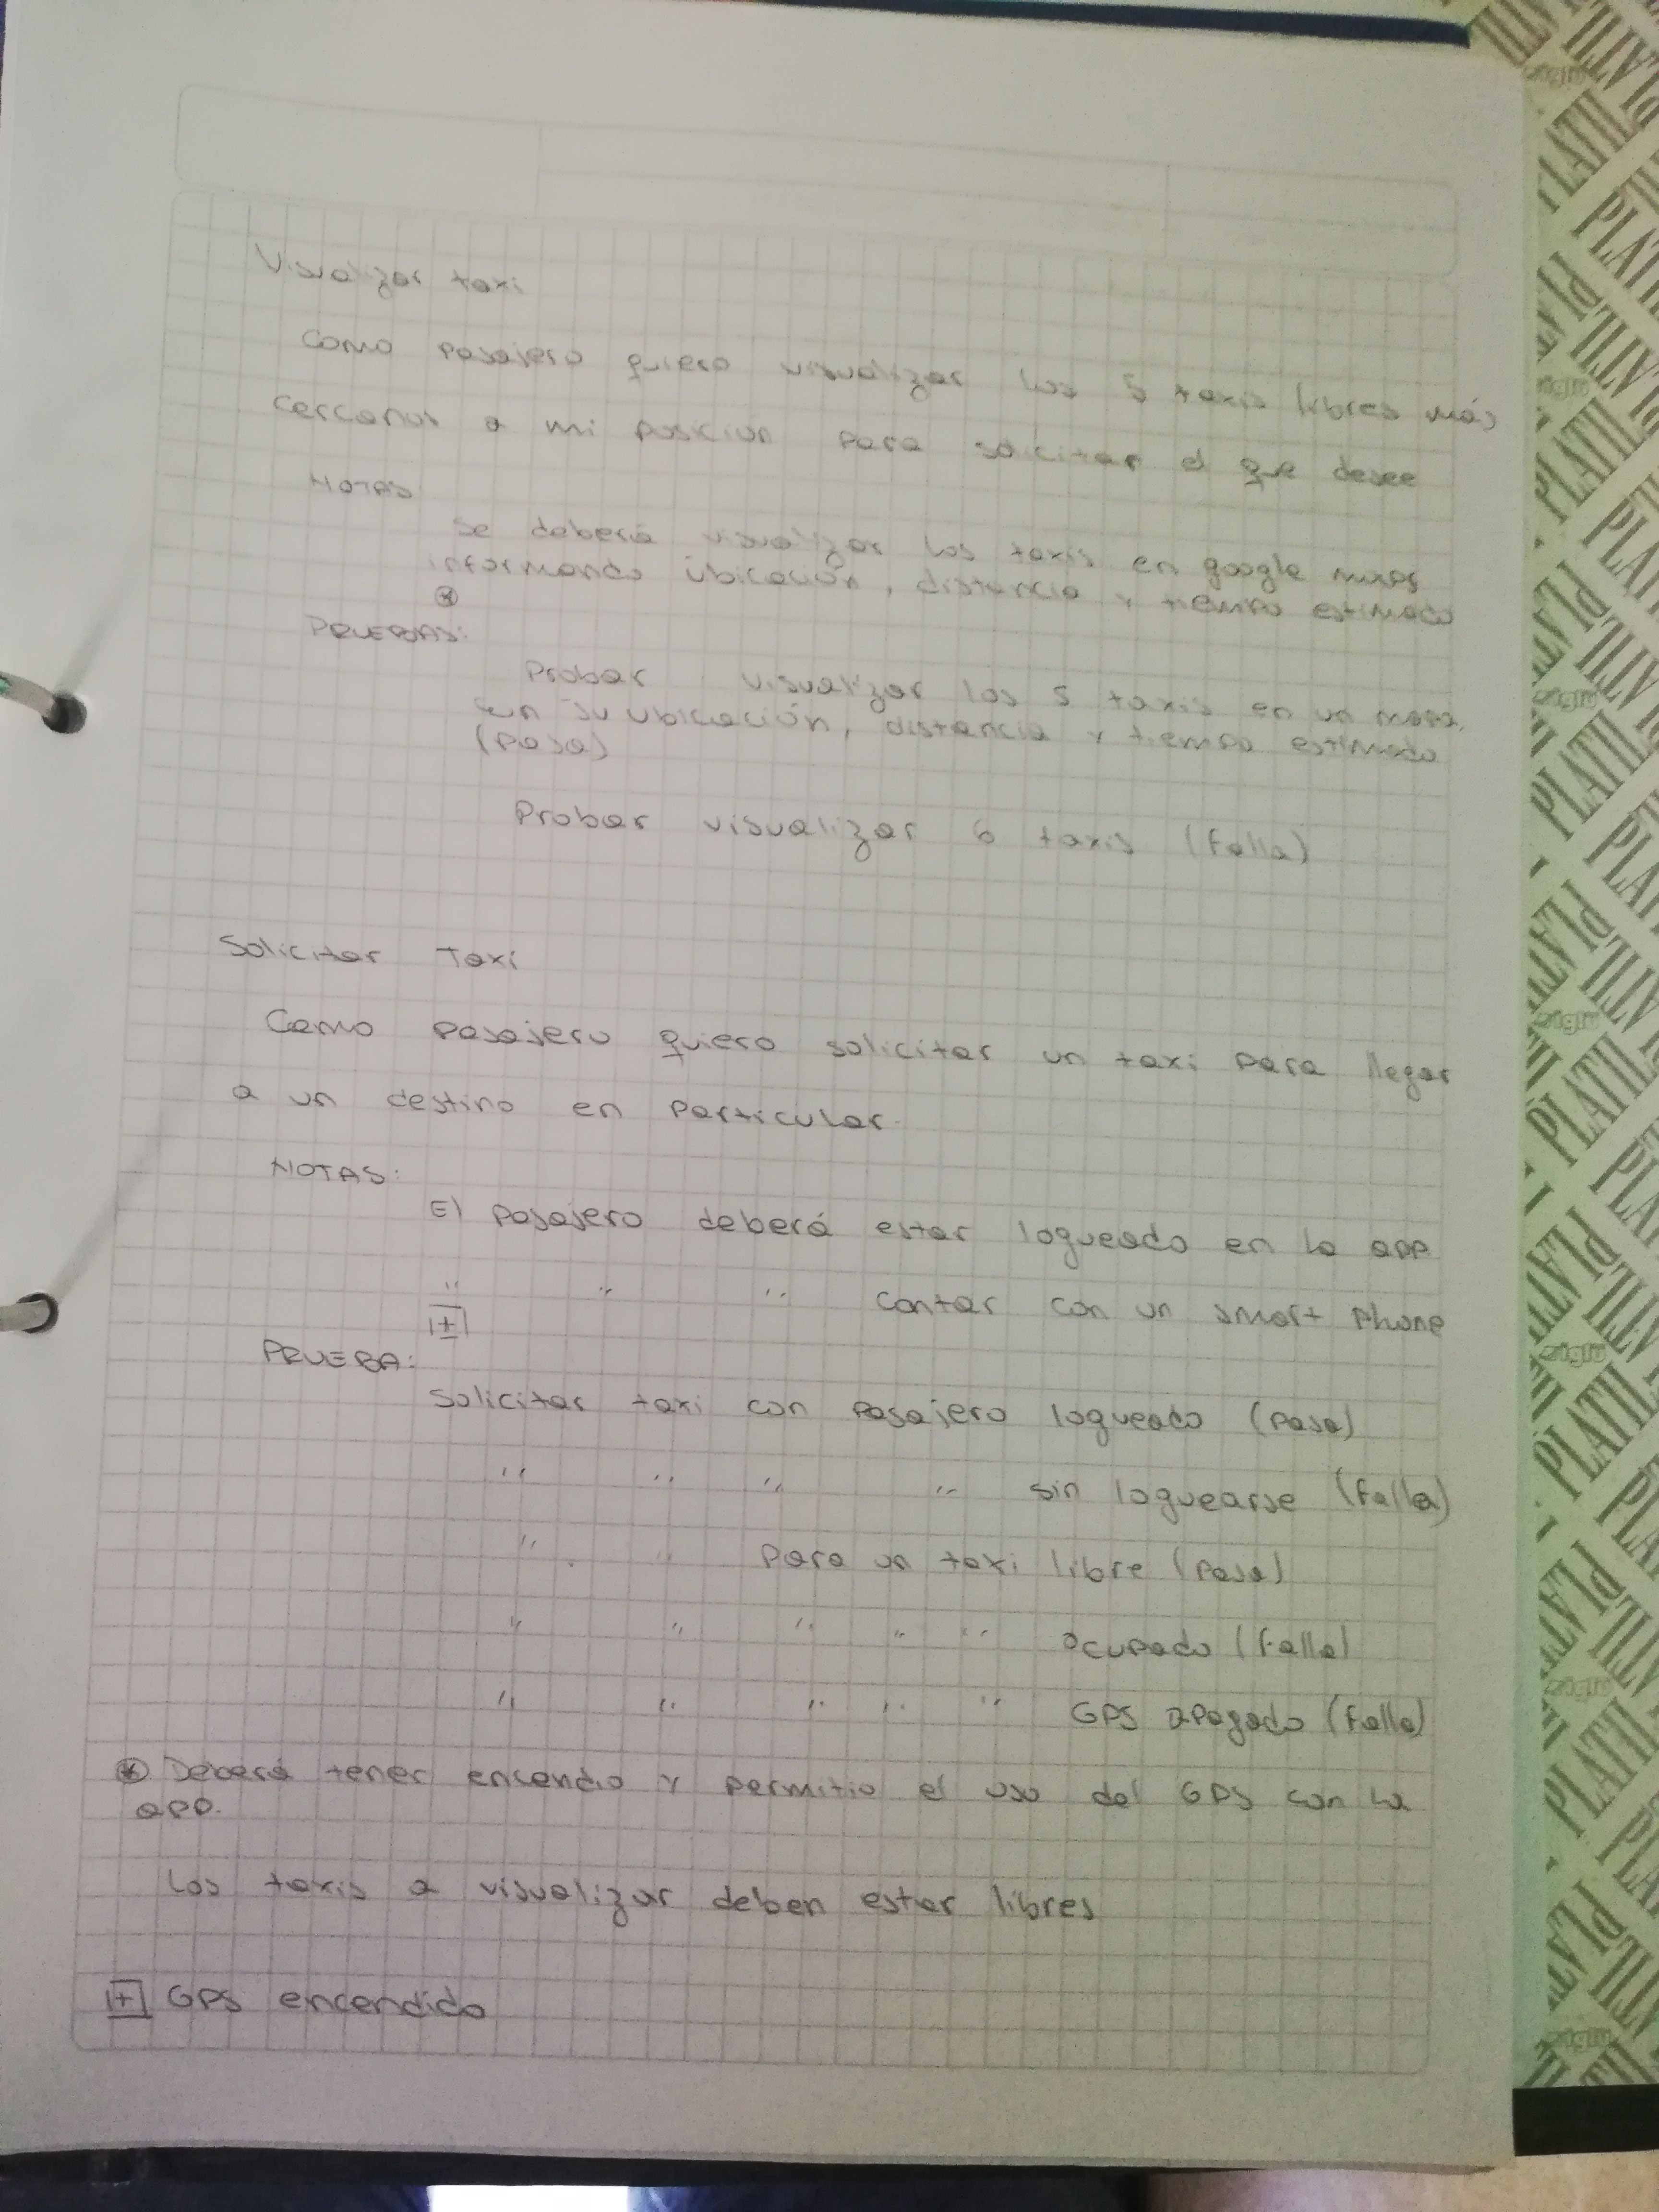 Visualizar taxi
Como pasajero quiero visualizar los 5 taxis libres más
cercanos a mi posición para solicitar el que desee
NOTAS
Se deberá visualizar los taxis en google maps
informando ubicación, distancia y tiempo estimado
*
PRUEBAS:
Probar visualizar los 5 taxis en un mapa,
con su ubicación, distancia y tiempo estimado
(pasa)
Probar visualizar 6 taxis (falla)
Solicitar Taxi
Como pasajero quiero solicitar un taxi para llegar
a un destino en particular.
NOTAS:
El pasajero deberá estar logueado en la app
" " " contar con un smart phone
[+]
PRUEBA:
Solicitar taxi con pasajero logueado (pasa)
" " " " sin loguearse (falla)
" " para un taxi libre (pasa)
" " " " " ocupado (falla)
" " " " " GPS apagado (falla)
* Deberá tener encendio y permitio el uso del GPS con la
app.
Los taxis a visualizar deben estar libres
[+] GPS encendido
PLATIL